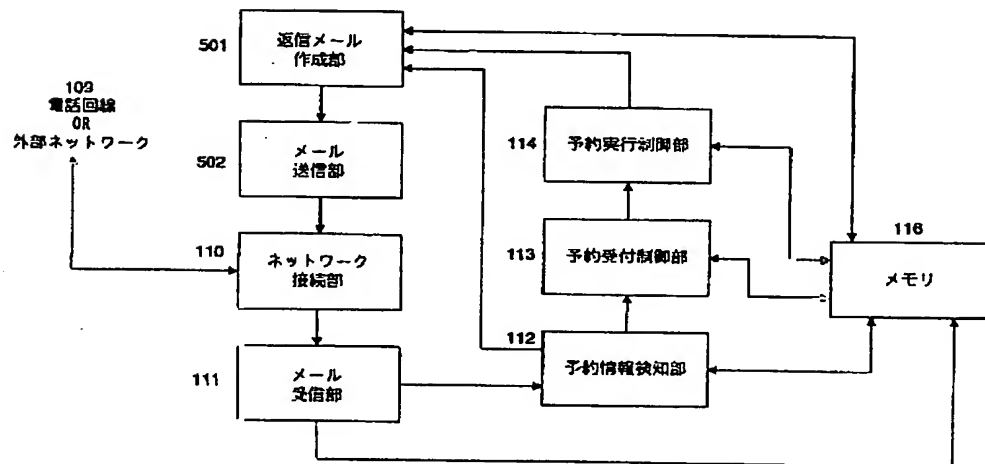 501
返信メール
作成部
109
電話回線
OR
外部ネットワーク
502
メール
送信部
114
予約実行制御部
110
ネットワーク
接続部
113
予約受付制御部
116
メモリ
111
メール
受信部
112
予約情報検知部